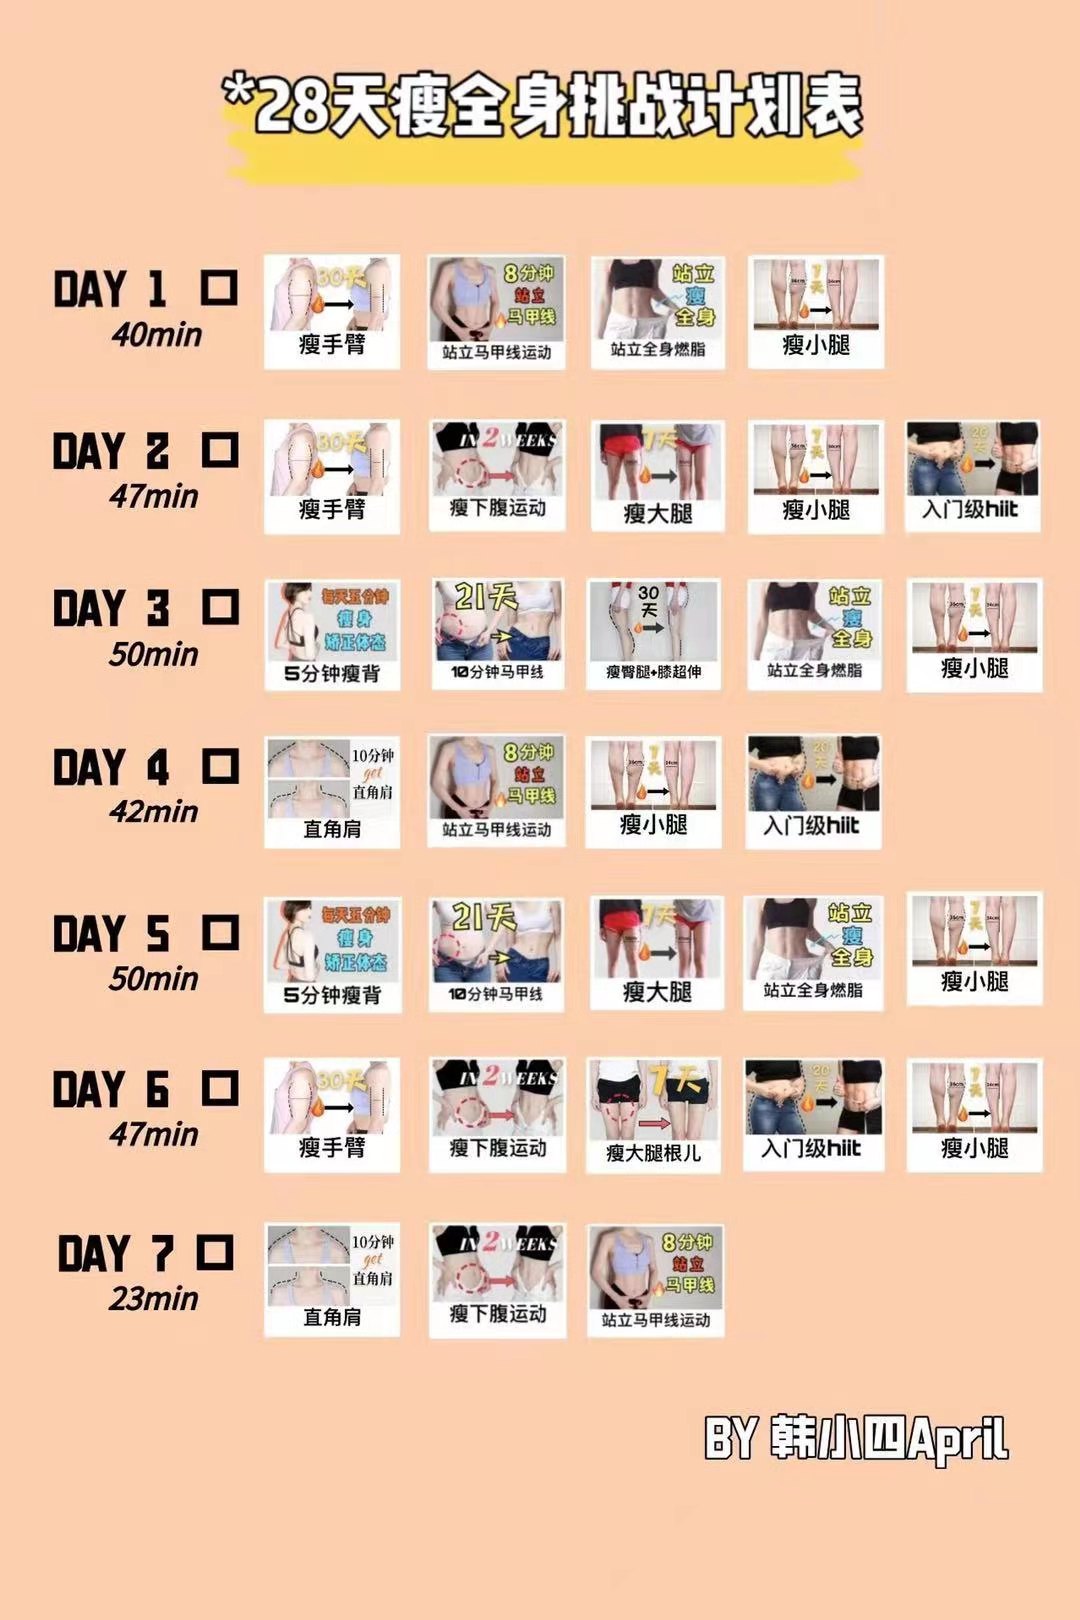 *28天瘦全身挑战计划表
DAY 1
40min
30天
瘦手臂
8分钟
站立
马甲线
站立马甲线运动
站立
瘦
全身
站立全身燃脂
7天
36cm 34cm
瘦小腿
DAY 2
47min
30天
瘦手臂
IN 2 WEEKS
瘦下腹运动
7天
瘦大腿
7天
36cm 34cm
瘦小腿
20天
入门级hiit
DAY 3
50min
每天五分钟
瘦身
矫正体态
5分钟瘦背
21天
10分钟马甲线
30天
瘦臀腿+膝超伸
站立
瘦
全身
站立全身燃脂
7天
36cm 34cm
瘦小腿
DAY 4
42min
10分钟
get
直角肩
直角肩
8分钟
站立
马甲线
站立马甲线运动
7天
36cm 34cm
瘦小腿
20天
入门级hiit
DAY 5
50min
每天五分钟
瘦身
矫正体态
5分钟瘦背
21天
10分钟马甲线
7天
瘦大腿
站立
瘦
全身
站立全身燃脂
7天
36cm 34cm
瘦小腿
DAY 6
47min
30天
瘦手臂
IN 2 WEEKS
瘦下腹运动
7天
瘦大腿根儿
20天
入门级hiit
7天
36cm 34cm
瘦小腿
DAY 7
23min
10分钟
get
直角肩
直角肩
IN 2 WEEKS
瘦下腹运动
8分钟
站立
马甲线
站立马甲线运动
BY 韩小四April